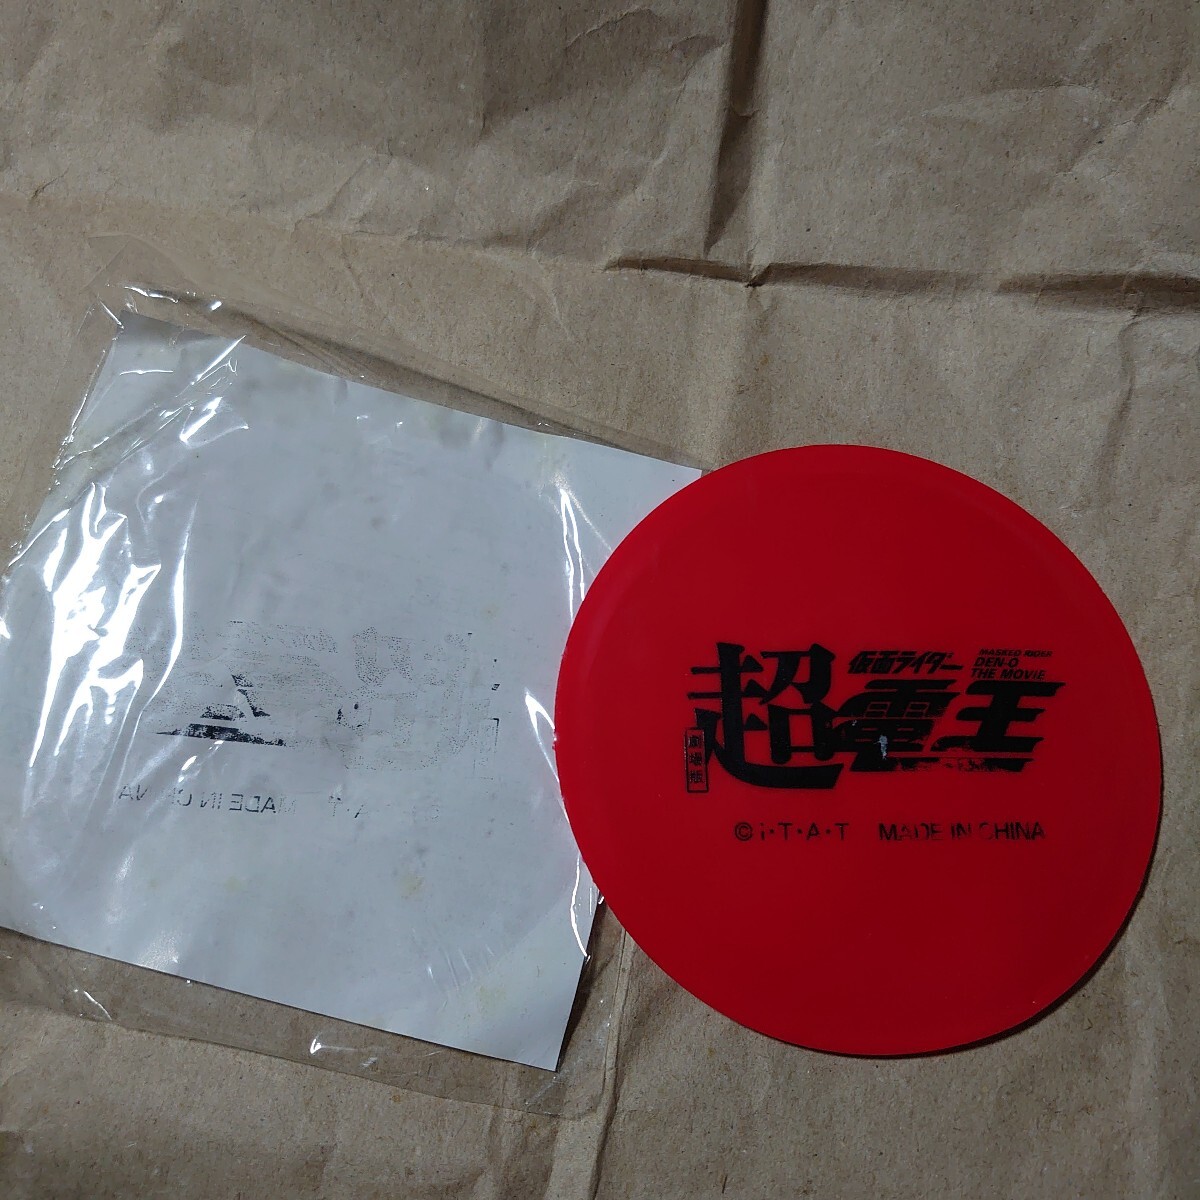 仮面ライダー
MASKED RIDER
DEN-O
THE MOVIE
超電王
劇場版
© i・T・A・T MADE IN CHINA
A・T MADE IN CHINA